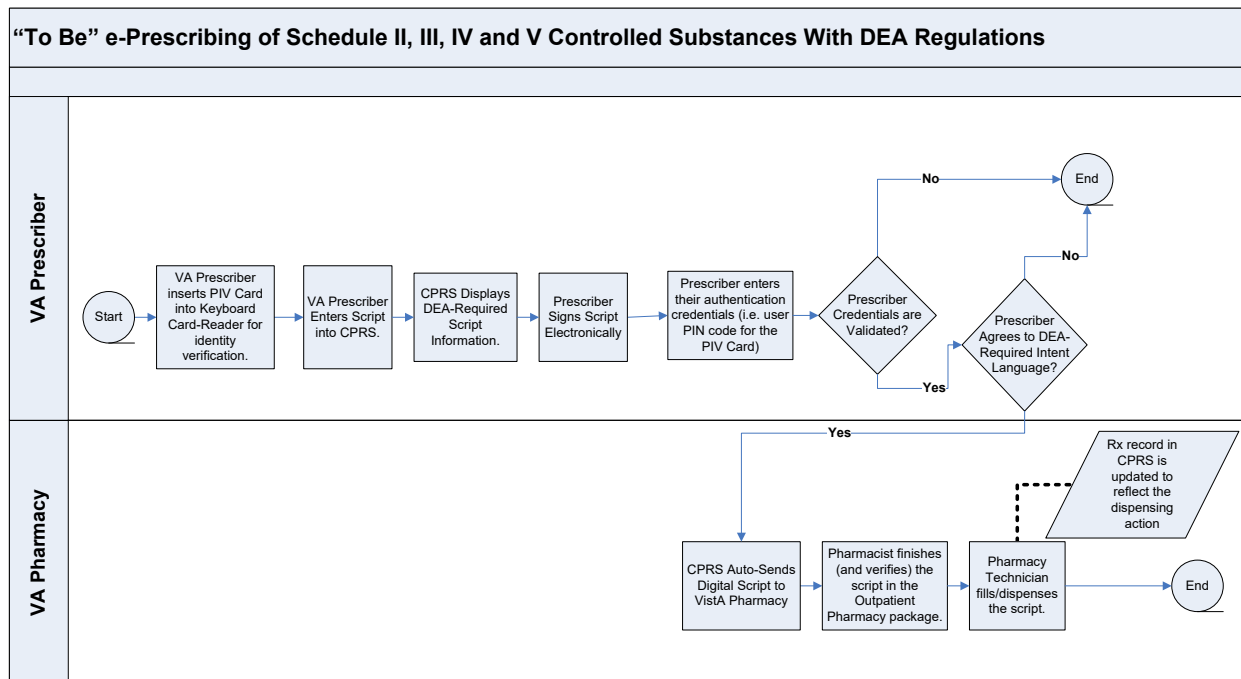 “To Be” e-Prescribing of Schedule II, III, IV and V Controlled Substances With DEA Regulations
VA Prescriber
Start
VA Prescriber
inserts PIV Card
into Keyboard
Card-Reader for
identity
verification.
VA Prescriber
Enters Script
into CPRS.
CPRS Displays
DEA-Required
Script
Information.
Prescriber
Signs Script
Electronically
Prescriber enters
their authentication
credentials (i.e. user
PIN code for the
PIV Card)
Prescriber
Credentials are
Validated?
No
Yes
Prescriber
Agrees to DEA-
Required Intent
Language?
No
End
Yes
VA Pharmacy
CPRS Auto-Sends
Digital Script to
VistA Pharmacy
Pharmacist finishes
(and verifies) the
script in the
Outpatient
Pharmacy package.
Pharmacy
Technician
fills/dispenses
the script.
Rx record in
CPRS is
updated to
reflect the
dispensing
action
End